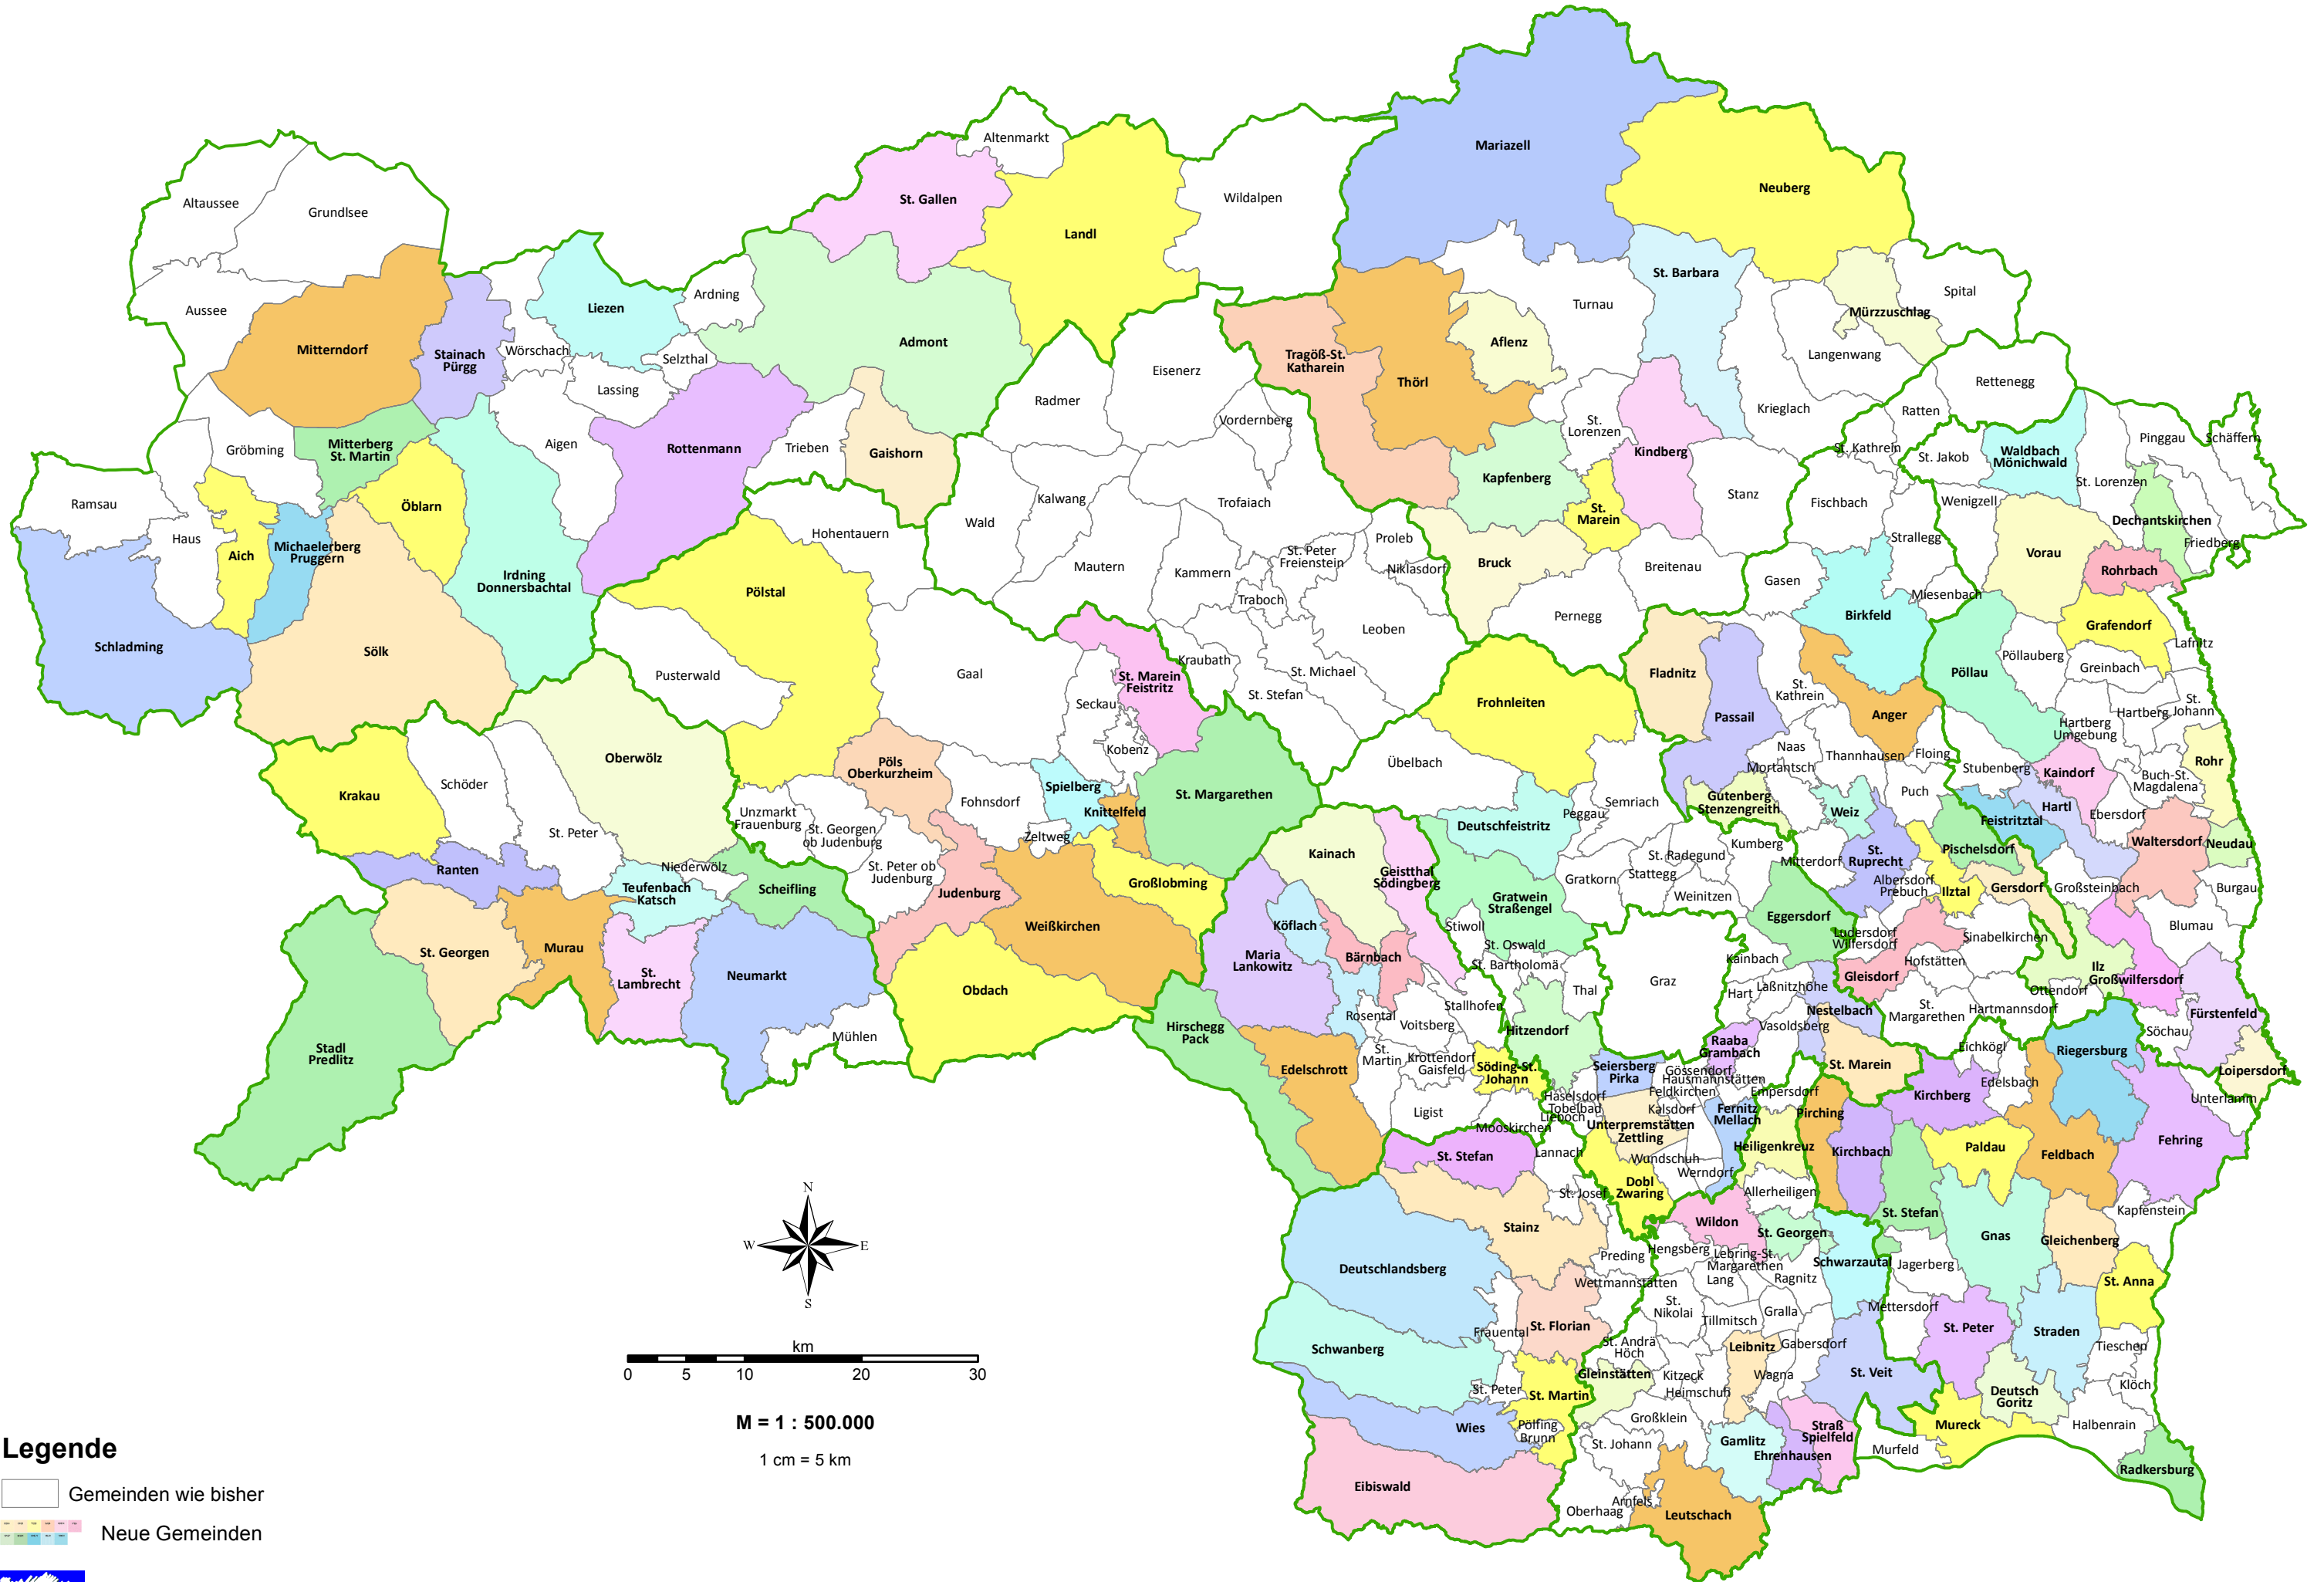 Altenmarkt
Mariazell
St. Gallen
Wildalpen
Neuberg
Altaussee
Grundlsee
Landl
St. Barbara
Spital
Ardning
Turnau
Liezen
Aussee
Mürzzuschlag
Mitterndorf
Stainach
Pürgg
Wörschach
Selzthal
Admont
Tragöß-St.
Katharein
Aflenz
Langenwang
Eisenerz
Thörl
Rettenegg
Lassing
Radmer
Krieglach
Ratten
Vordernberg
St.
Lorenzen
Gröbming
Mitterberg
St. Martin
Aigen
Rottenmann
Trieben
Gaishorn
Kindberg
St. Kathrein
St. Jakob
Waldbach
Mönichwald
Pinggau
Schäffern
Kapfenberg
St. Lorenzen
Ramsau
Öblarn
Kalwang
Trofaiach
Stanz
Fischbach
Wenigzell
St.
Marein
Dechantskirchen
Wald
Hohentauern
Haus
Aich
Michaelerberg
Pruggern
Proleb
Strallegg
Friedberg
St. Peter
Freienstein
Niklasdorf
Bruck
Vorau
Mautern
Kammern
Breitenau
Gasen
Rohrbach
Irdning
Donnersbachtal
Pölstal
Traboch
Miesenbach
Pernegg
Birkfeld
Grafendorf
Leoben
Schladming
Sölk
Lafnitz
Pöllauberg
Greinbach
Pusterwald
Gaal
Kraubath
St. Michael
St. Marein
Feistritz
St. Stefan
Fladnitz
Pöllau
St.
Kathrein
Seckau
Frohnleiten
Passail
Anger
Hartberg
St.
Johann
Hartberg
Umgebung
Kobenz
Naas
Mortantsch
Thannhausen
Floing
Oberwölz
Pöls
Oberkurzheim
Übelbach
Stubenberg
Kaindorf
Rohr
Buch-St.
Magdalena
Krakau
Schöder
Spielberg
St. Margarethen
Gutenberg
Stenzengreith
Puch
Fohnsdorf
Knittelfeld
Semriach
Peggau
Weiz
Hartl
Ebersdorf
Unzmarkt
Frauenburg
St. Georgen
ob Judenburg
Deutschfeistritz
Feistritztal
St. Peter
Zeltweg
Kumberg
Waltersdorf
Neudau
Kainach
St. Radegund
Mitterdorf
St.
Ruprecht
Pischelsdorf
Ranten
Niederwölz
St. Peter ob
Judenburg
Geistthal
Södingberg
Stattegg
Gratkorn
Albersdorf
Prebuch
Ilztal
Gersdorf
Großsteinbach
Burgau
Teufenbach
Katsch
Scheifling
Judenburg
Großlobming
Gratwein
Straßengel
Weinitzen
Eggersdorf
Köflach
Stiwoll
Weißkirchen
Blumau
Ludersdorf
Wilfersdorf
Sinabelkirchen
St. Oswald
Murau
St. Georgen
Maria
Lankowitz
Bärnbach
St. Bartholomä
Kainbach
Hofstätten
Ilz
Großwilfersdorf
St.
Lambrecht
Neumarkt
Gleisdorf
Graz
Laßnitzhöhe
Hart
Thal
Obdach
Ottendorf
Stallhofen
Rosental
Voitsberg
Nestelbach
St.
Margarethen
Hartmannsdorf
Fürstenfeld
Hirschegg
Pack
Hitzendorf
Vasoldsberg
Söchau
Mühlen
Raaba
Grambach
Eichkögl
Riegersburg
Stadl
Predlitz
St.
Martin
Krottendorf
Gaisfeld
Edelschrott
Söding-St.
Johann
Seiersberg
Pirka
Gössendorf
Hausmannstätten
Feldkirchen
Empersdorf
St. Marein
Edelsbach
Loipersdorf
Haselsdorf
Tobelbad
Kirchberg
Unterlamm
Ligist
Lieboch
Kalsdorf
Fernitz
Mellach
Pirching
Mooskirchen
Unterpremstätten
Zettling
Heiligenkreuz
Kirchbach
Paldau
Feldbach
Fehring
St. Stefan
Lannach
Wundschuh
Werndorf
Dobl
Zwaring
Allerheiligen
St. Josef
Kapfenstein
Stainz
Wildon
St. Georgen
St. Stefan
Gnas
Gleichenberg
Preding
Hengsberg
Lebring-St.
Margarethen
Schwarzautal
Jagerberg
Deutschlandsberg
Wettmannstätten
Lang
Ragnitz
St. Anna
St.
Nikolai
Gralla
Mettersdorf
Tillmitsch
St. Florian
St. Peter
Straden
Frauental
St. Andrä
Höch
Leibnitz
Gabersdorf
Tieschen
Schwanberg
Gleinstätten
Kitzeck
Wagna
St. Veit
St. Peter
St. Martin
Heimschuh
Klöch
Deutsch
Goritz
Wies
Pölfing
Brunn
Großklein
Straß
Spielfeld
Mureck
Halbenrain
St. Johann
Gamlitz
Ehrenhausen
Murfeld
Radkersburg
Eibiswald
Arnfels
Oberhaag
Leutschach
N
W
E
S
km
0 5 10 20 30
M = 1 : 500.000
1 cm = 5 km
Legende
Gemeinden wie bisher
Neue Gemeinden